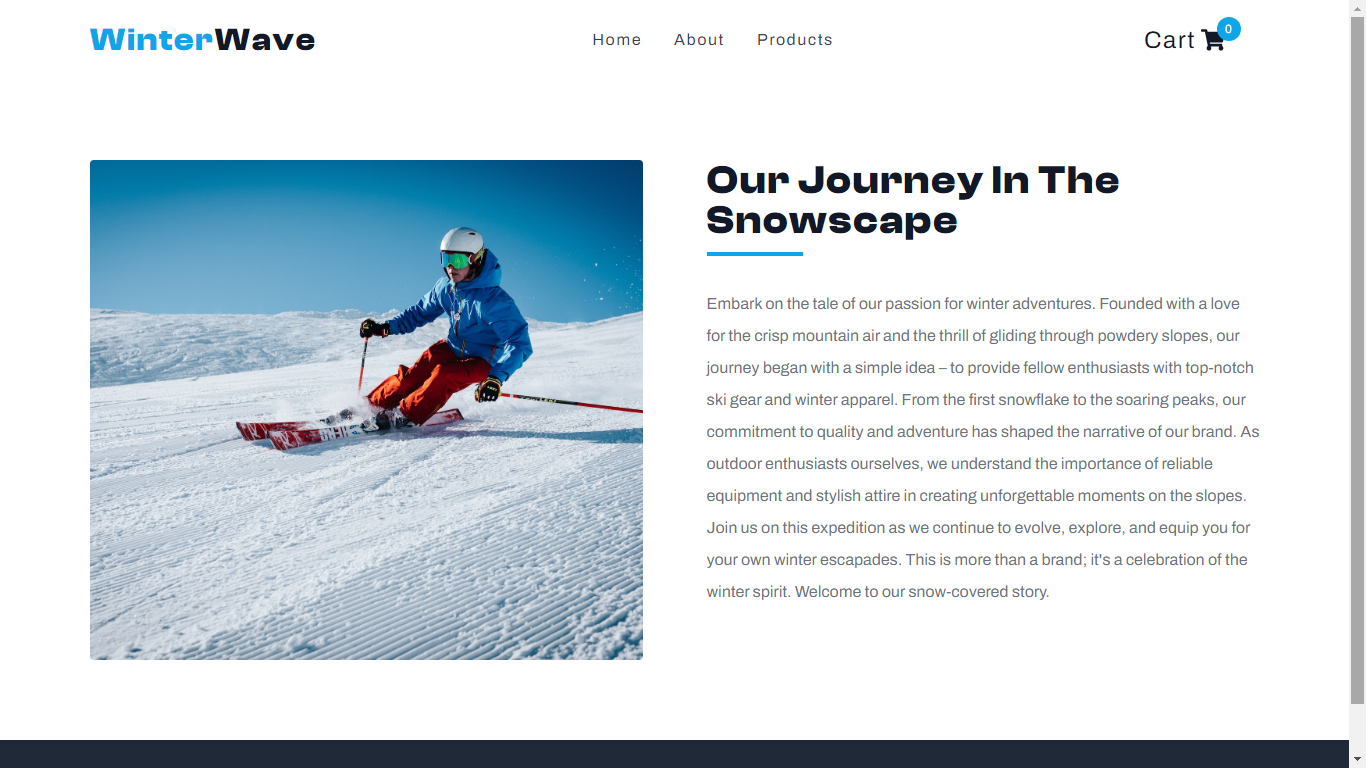 WinterWave
Home About Products
Cart 0
Our Journey In The
Snowscape
Embark on the tale of our passion for winter adventures. Founded with a love
for the crisp mountain air and the thrill of gliding through powdery slopes, our
journey began with a simple idea – to provide fellow enthusiasts with top-notch
ski gear and winter apparel. From the first snowflake to the soaring peaks, our
commitment to quality and adventure has shaped the narrative of our brand. As
outdoor enthusiasts ourselves, we understand the importance of reliable
equipment and stylish attire in creating unforgettable moments on the slopes.
Join us on this expedition as we continue to evolve, explore, and equip you for
your own winter escapades. This is more than a brand; it's a celebration of the
winter spirit. Welcome to our snow-covered story.